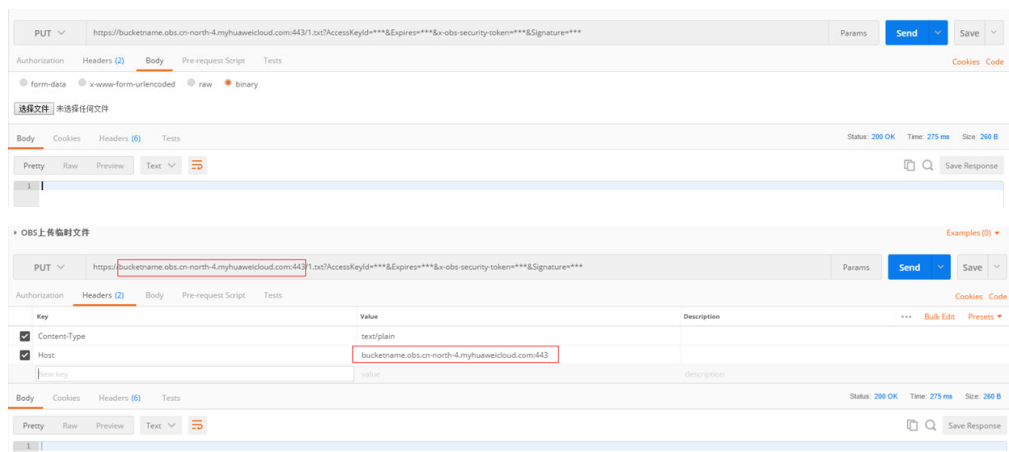 PUT https://bucketname.obs.cn-north-4.myhuaweicloud.com:443/1.txt?AccessKeyId=***&Expires=***&x-obs-security-token=***&Signature=*** Params Send Save
Authorization Headers (2) Body Pre-request Script Tests Cookies Code
form-data x-www-form-urlencoded raw binary
选择文件 未选择任何文件
Body Cookies Headers (6) Tests Status: 200 OK Time: 275 ms Size: 260 B
Pretty Raw Preview Text Save Response
1
OBS上传临时文件 Examples (0)
PUT https://bucketname.obs.cn-north-4.myhuaweicloud.com:443/1.txt?AccessKeyId=***&Expires=***&x-obs-security-token=***&Signature=*** Params Send Save
Authorization Headers (2) Body Pre-request Script Tests Cookies Code
Key Value Description ••• Bulk Edit Presets
Content-Type text/plain
Host bucketname.obs.cn-north-4.myhuaweicloud.com:443
New key value description
Body Cookies Headers (6) Tests Status: 200 OK Time: 275 ms Size: 260 B
Pretty Raw Preview Text Save Response
1